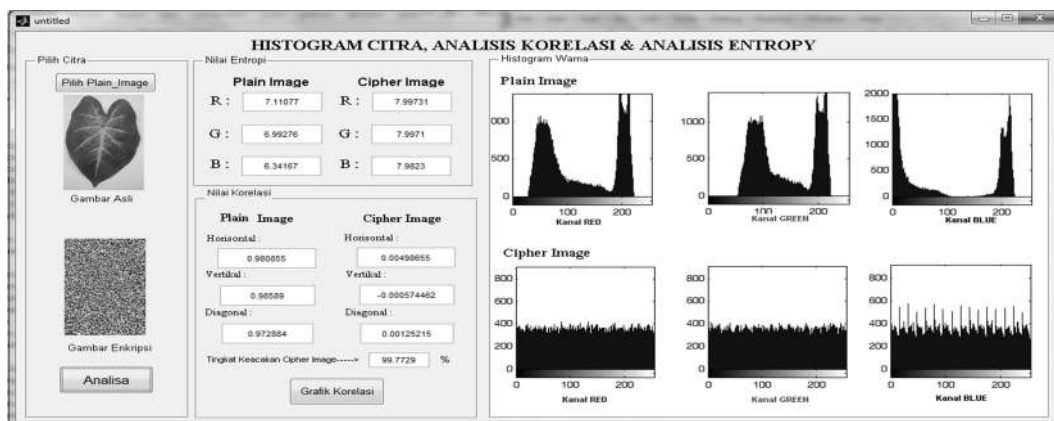 untitled
HISTOGRAM CITRA, ANALISIS KORELASI & ANALISIS ENTROPY
Pilih Citra
Pilih Plain_Image
Gambar Asli
Gambar Enkripsi
Analisa
Nilai Entropi
Plain Image Cipher Image
R : 7.11077 R : 7.99731
G : 6.99276 G : 7.9971
B : 6.34167 B : 7.9823
Nilai Korelasi
Plain Image Cipher Image
Horisontal : Horisontal :
0.980855 0.00498655
Vertikal : Vertikal :
0.98589 -0.000574462
Diagonal : Diagonal :
0.972884 0.00125215
Tingkat Keacakan Cipher Image-----> 99.7729 %
Grafik Korelasi
Histogram Warna
Plain Image
000
500
0
0 100 200
Kanal RED
1000
500
0
0 100 200
Kanal GREEN
2000
1500
1000
500
0
0 100 200
Kanal BLUE
Cipher Image
800
600
400
200
0
0 100 200
Kanal RED
800
600
400
200
0
0 100 200
Kanal GREEN
800
600
400
200
0
0 100 200
Kanal BLUE